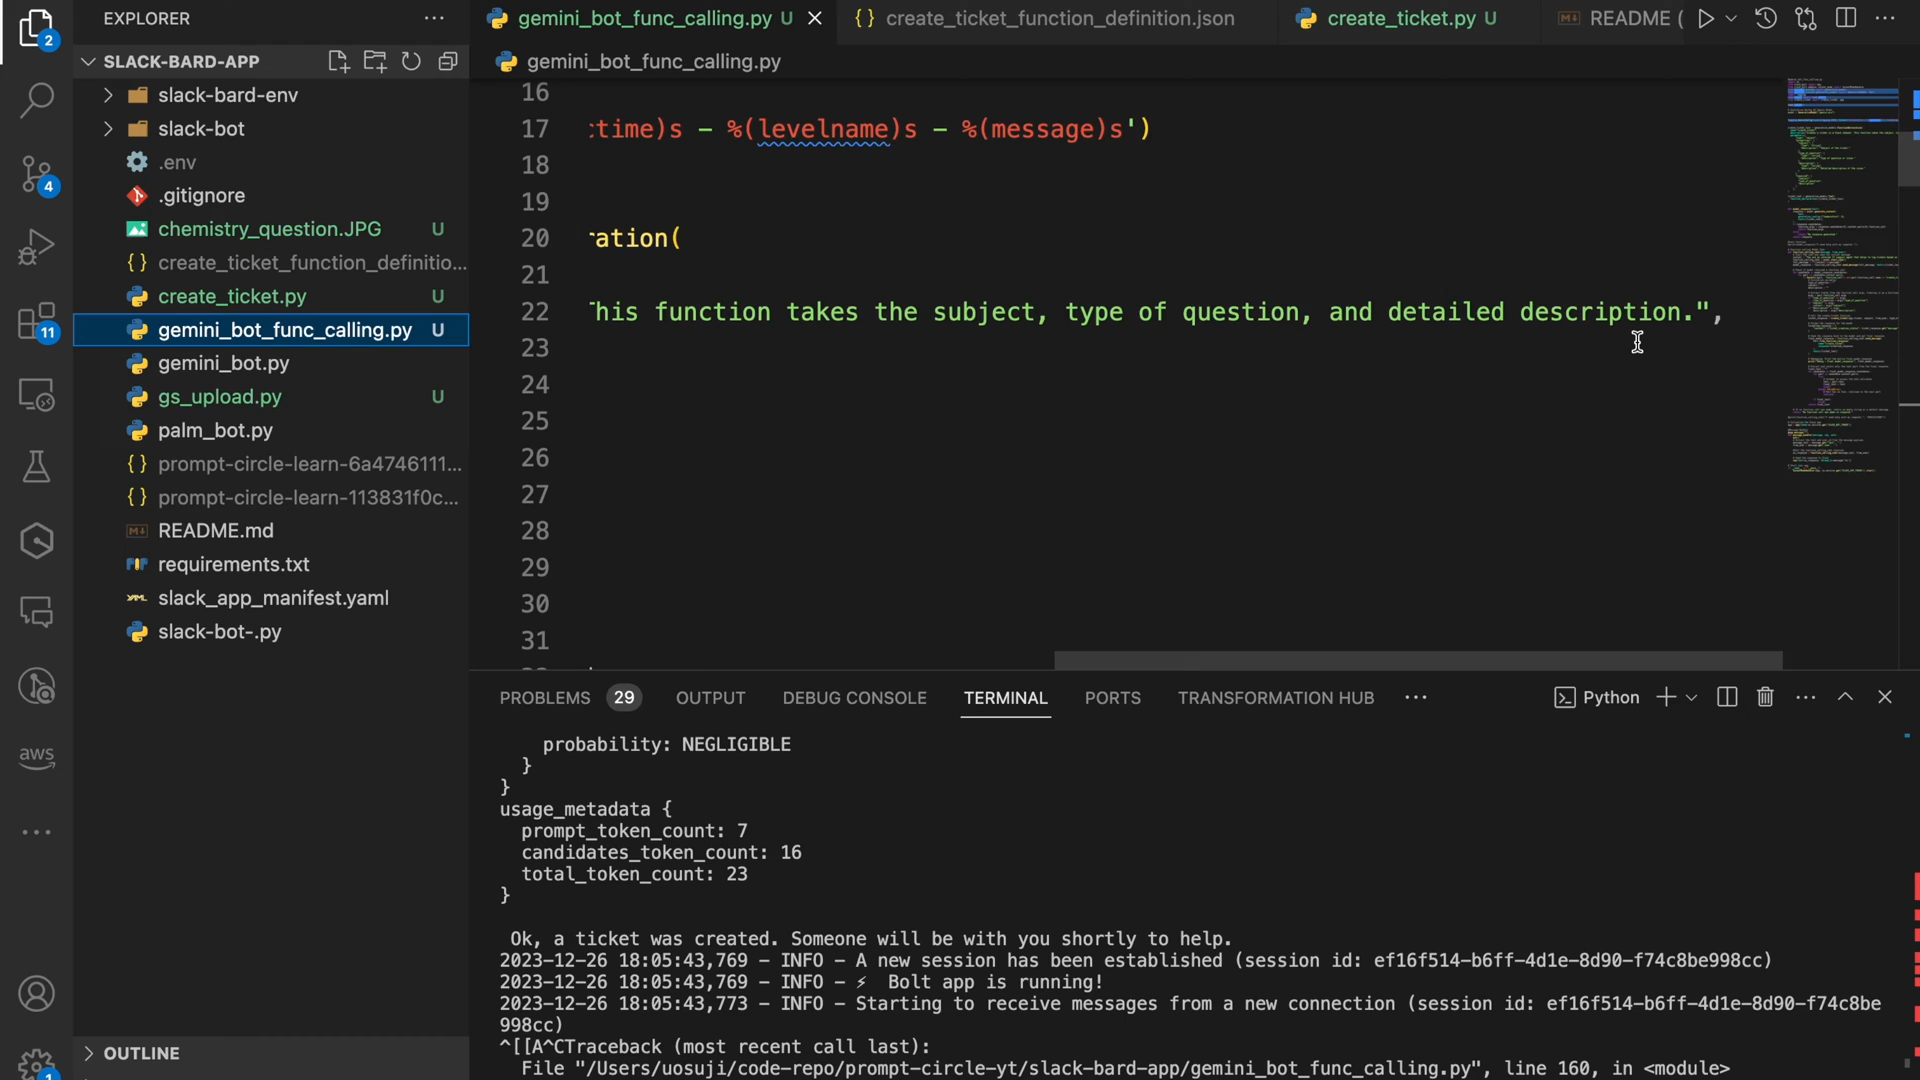 EXPLORER
SLACK-BARD-APP
slack-bard-env
slack-bot
.env
.gitignore
chemistry_question.JPG U
create_ticket_function_definitio...
create_ticket.py U
gemini_bot_func_calling.py U
gemini_bot.py
gs_upload.py U
palm_bot.py
prompt-circle-learn-6a4746111...
prompt-circle-learn-113831f0c...
README.md
requirements.txt
slack_app_manifest.yaml
slack-bot-.py
OUTLINE
2
4
11
aws
1
gemini_bot_func_calling.py U
create_ticket_function_definition.json
create_ticket.py U
README (
gemini_bot_func_calling.py
16
17 :time)s - %(levelname)s - %(message)s')
18
19
20 ration(
21
22 his function takes the subject, type of question, and detailed description.",
23
24
25
26
27
28
29
30
31
PROBLEMS 29 OUTPUT DEBUG CONSOLE TERMINAL PORTS TRANSFORMATION HUB Python
probability: NEGLIGIBLE
}
}
usage_metadata {
prompt_token_count: 7
candidates_token_count: 16
total_token_count: 23
}
Ok, a ticket was created. Someone will be with you shortly to help.
2023-12-26 18:05:43,769 - INFO - A new session has been established (session id: ef16f514-b6ff-4d1e-8d90-f74c8be998cc)
2023-12-26 18:05:43,769 - INFO - ⚡ Bolt app is running!
2023-12-26 18:05:43,773 - INFO - Starting to receive messages from a new connection (session id: ef16f514-b6ff-4d1e-8d90-f74c8be
998cc)
^[[A^CTraceback (most recent call last):
File "/Users/uosuji/code-repo/prompt-circle-yt/slack-bard-app/gemini_bot_func_calling.py", line 160, in <module>